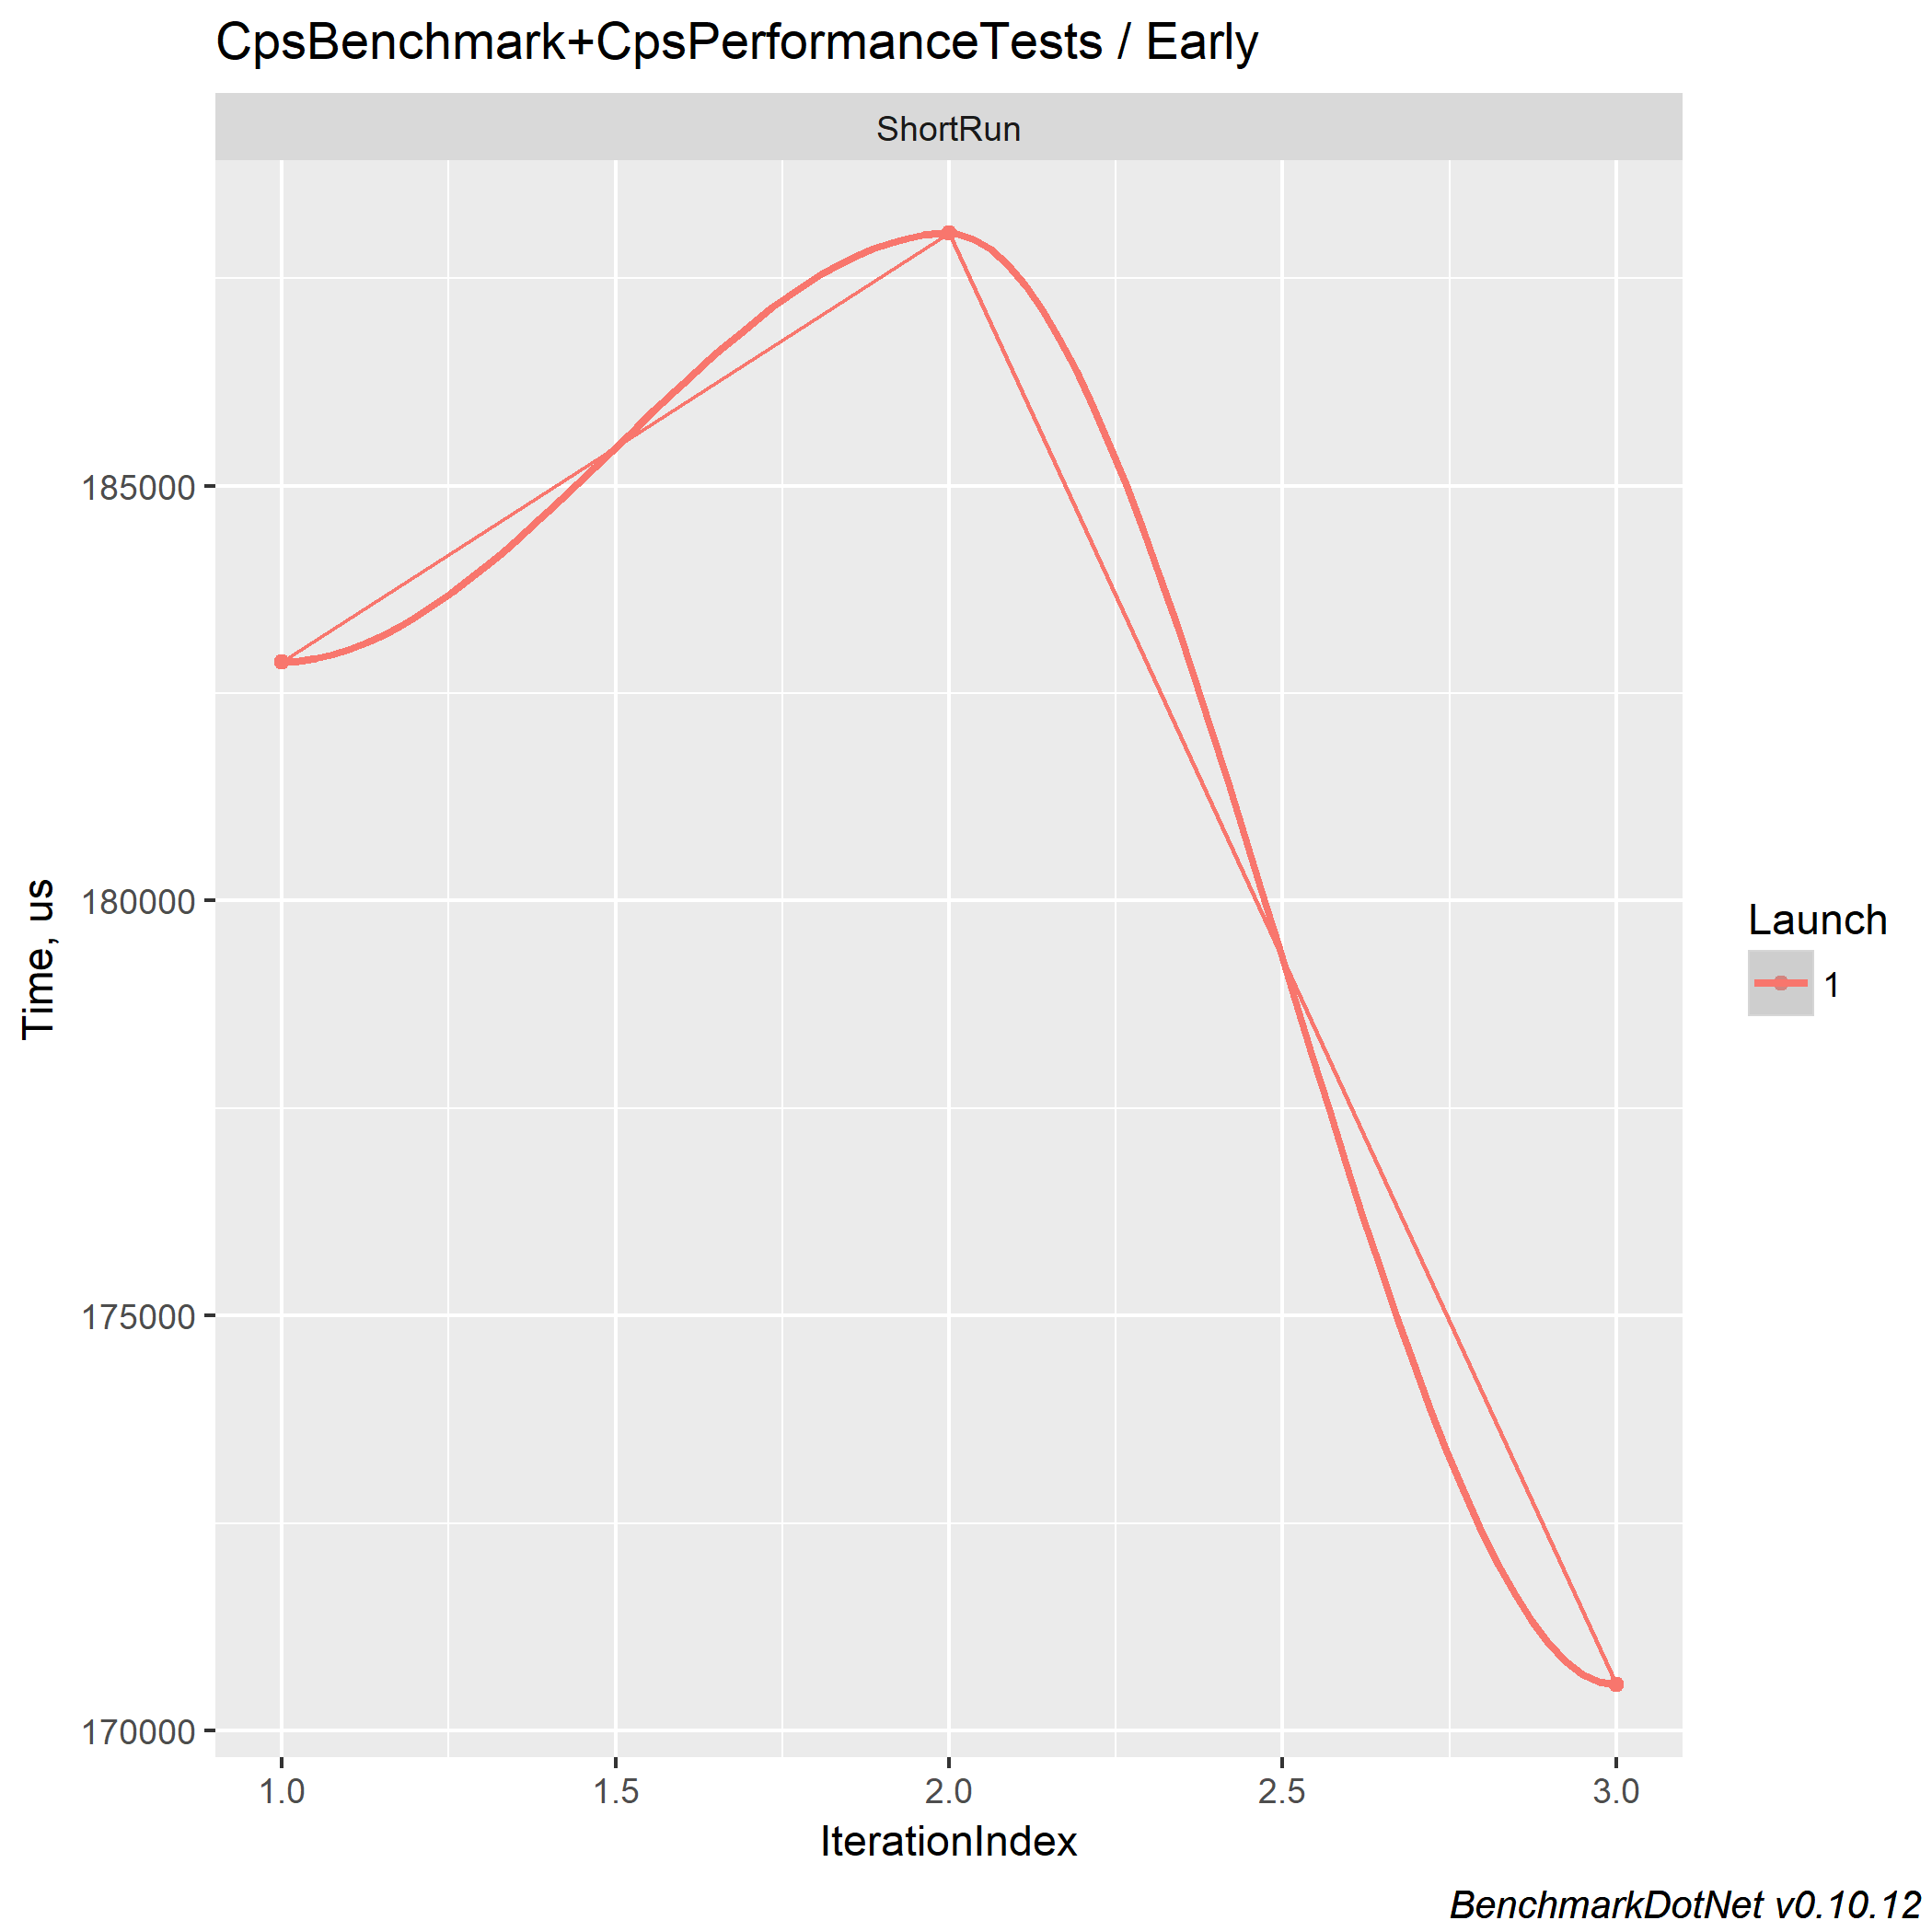 CpsBenchmark+CpsPerformanceTests / Early
ShortRun
185000
180000
175000
170000
Time, us
1.0 1.5 2.0 2.5 3.0
IterationIndex
Launch
1
BenchmarkDotNet v0.10.12